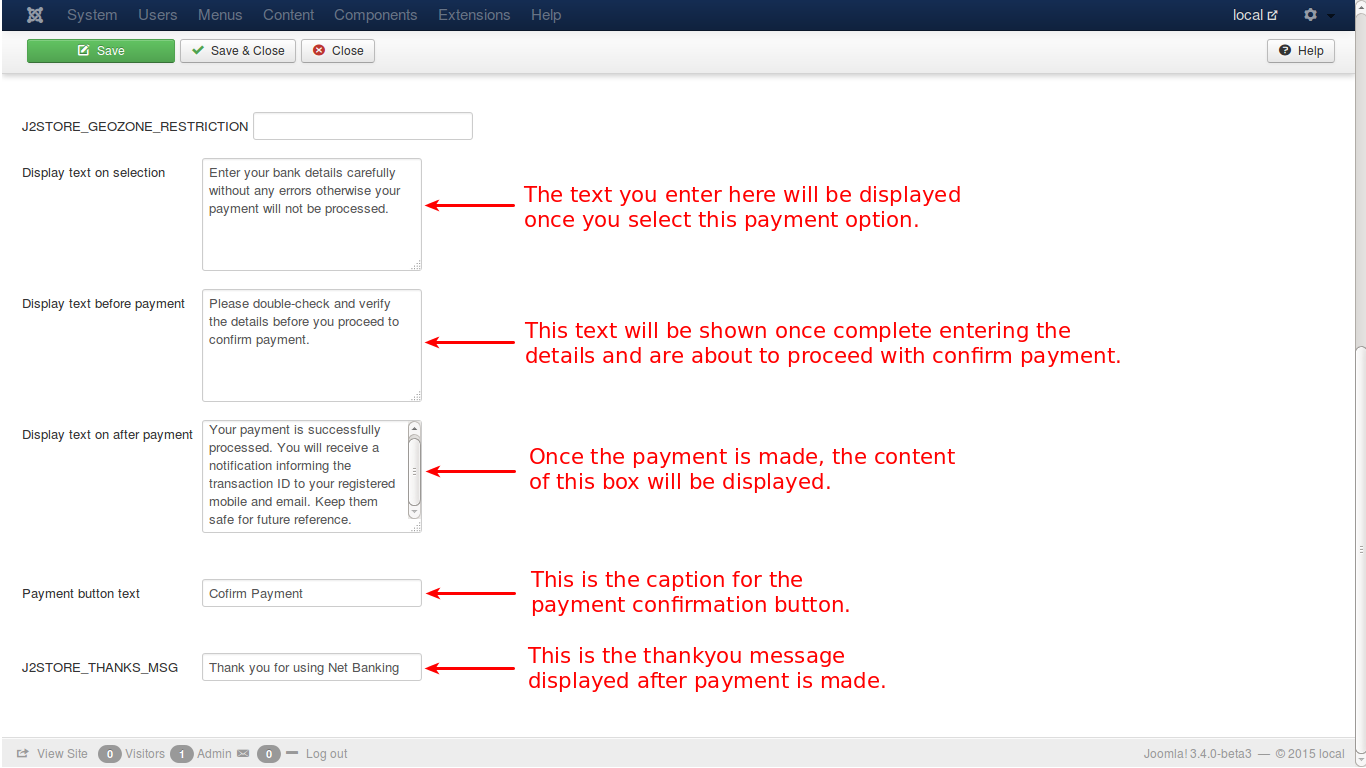 System Users Menus Content Components Extensions Help local
Save Save & Close Close Help
J2STORE_GEOZONE_RESTRICTION
Display text on selection
Enter your bank details carefully
without any errors otherwise your
payment will not be processed.
The text you enter here will be displayed
once you select this payment option.
Display text before payment
Please double-check and verify
the details before you proceed to
confirm payment.
This text will be shown once complete entering the
details and are about to proceed with confirm payment.
Display text on after payment
Your payment is successfully
processed. You will receive a
notification informing the
transaction ID to your registered
mobile and email. Keep them
safe for future reference.
Once the payment is made, the content
of this box will be displayed.
Payment button text
Cofirm Payment
This is the caption for the
payment confirmation button.
J2STORE_THANKS_MSG
Thank you for using Net Banking
This is the thankyou message
displayed after payment is made.
View Site 0 Visitors 1 Admin 0 Log out Joomla! 3.4.0-beta3 — © 2015 local